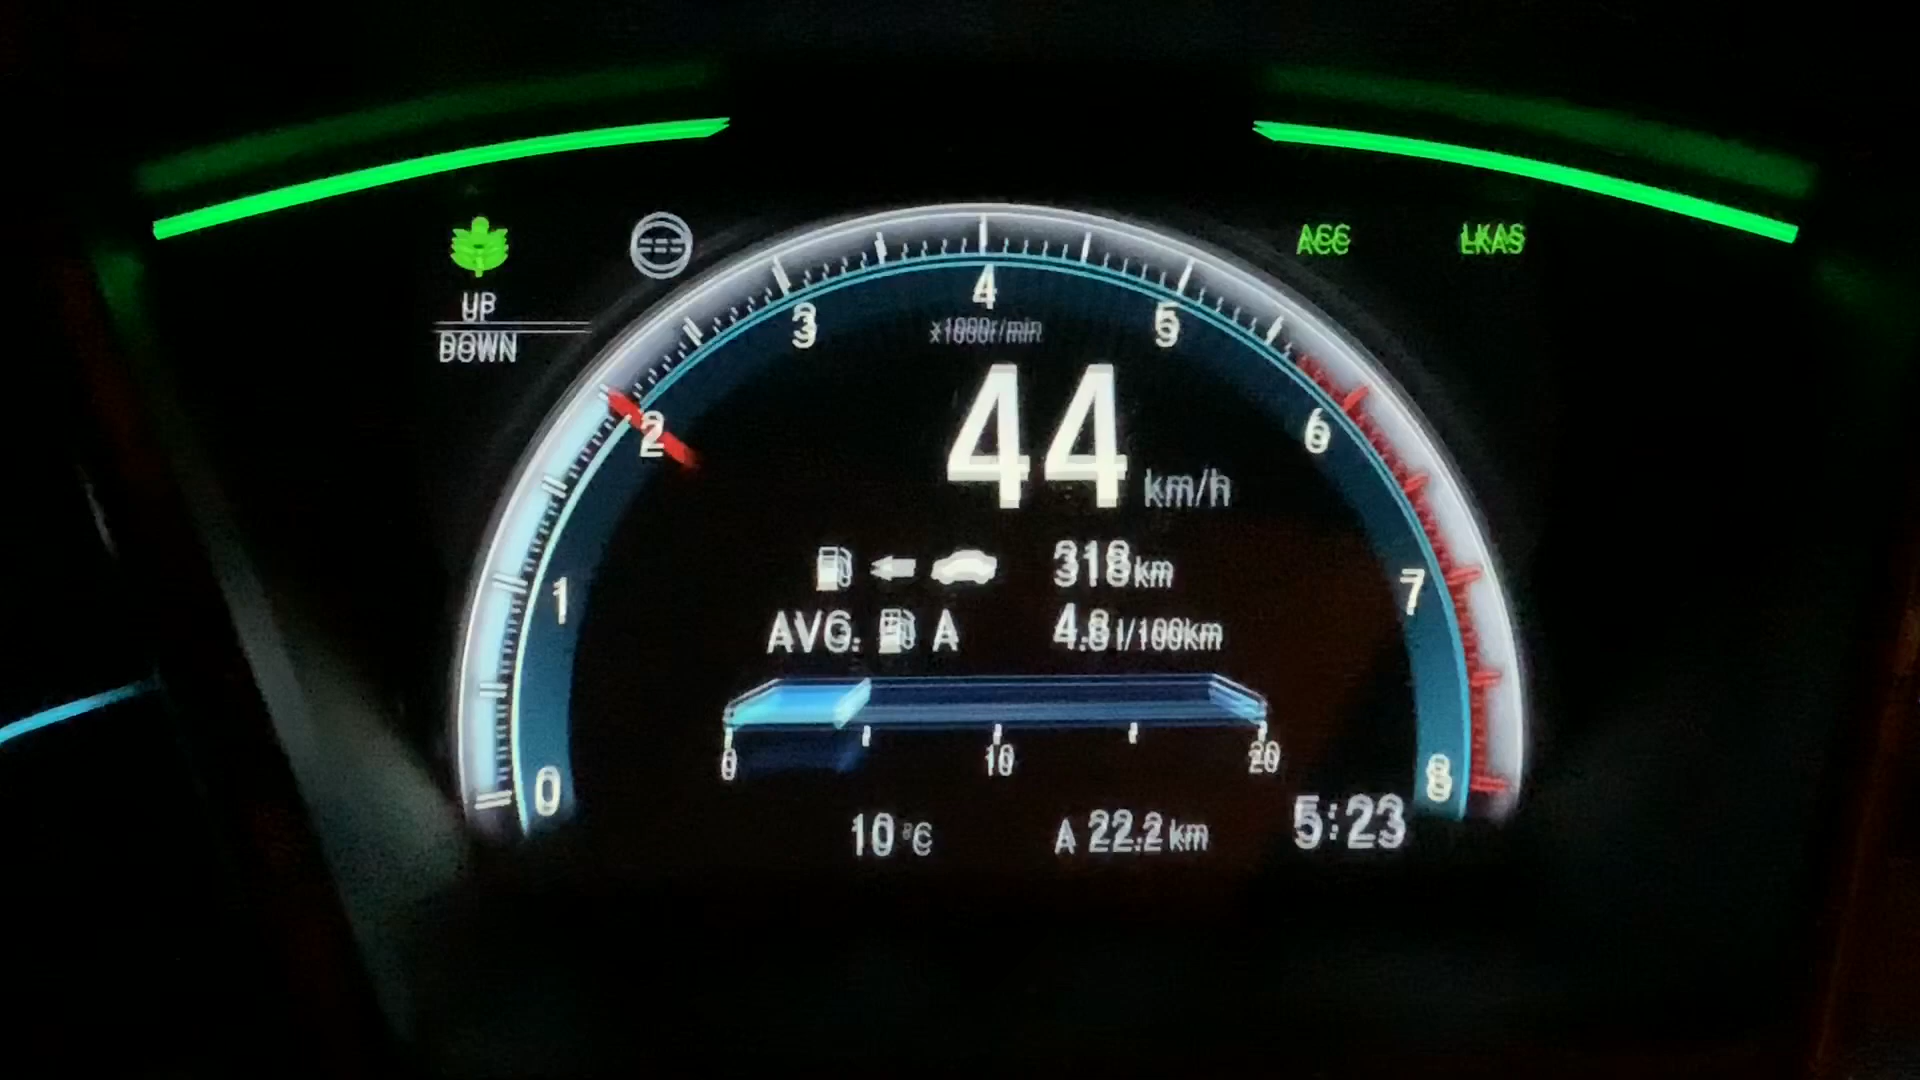 ACC LKAS
UP
DOWN
0 1 2 3 4 5 6 7 8
x1000r/min
44 km/h
318km
AVG. A 4.8 l/100km
0 10 20
10 °C A 22.2 km 5:23